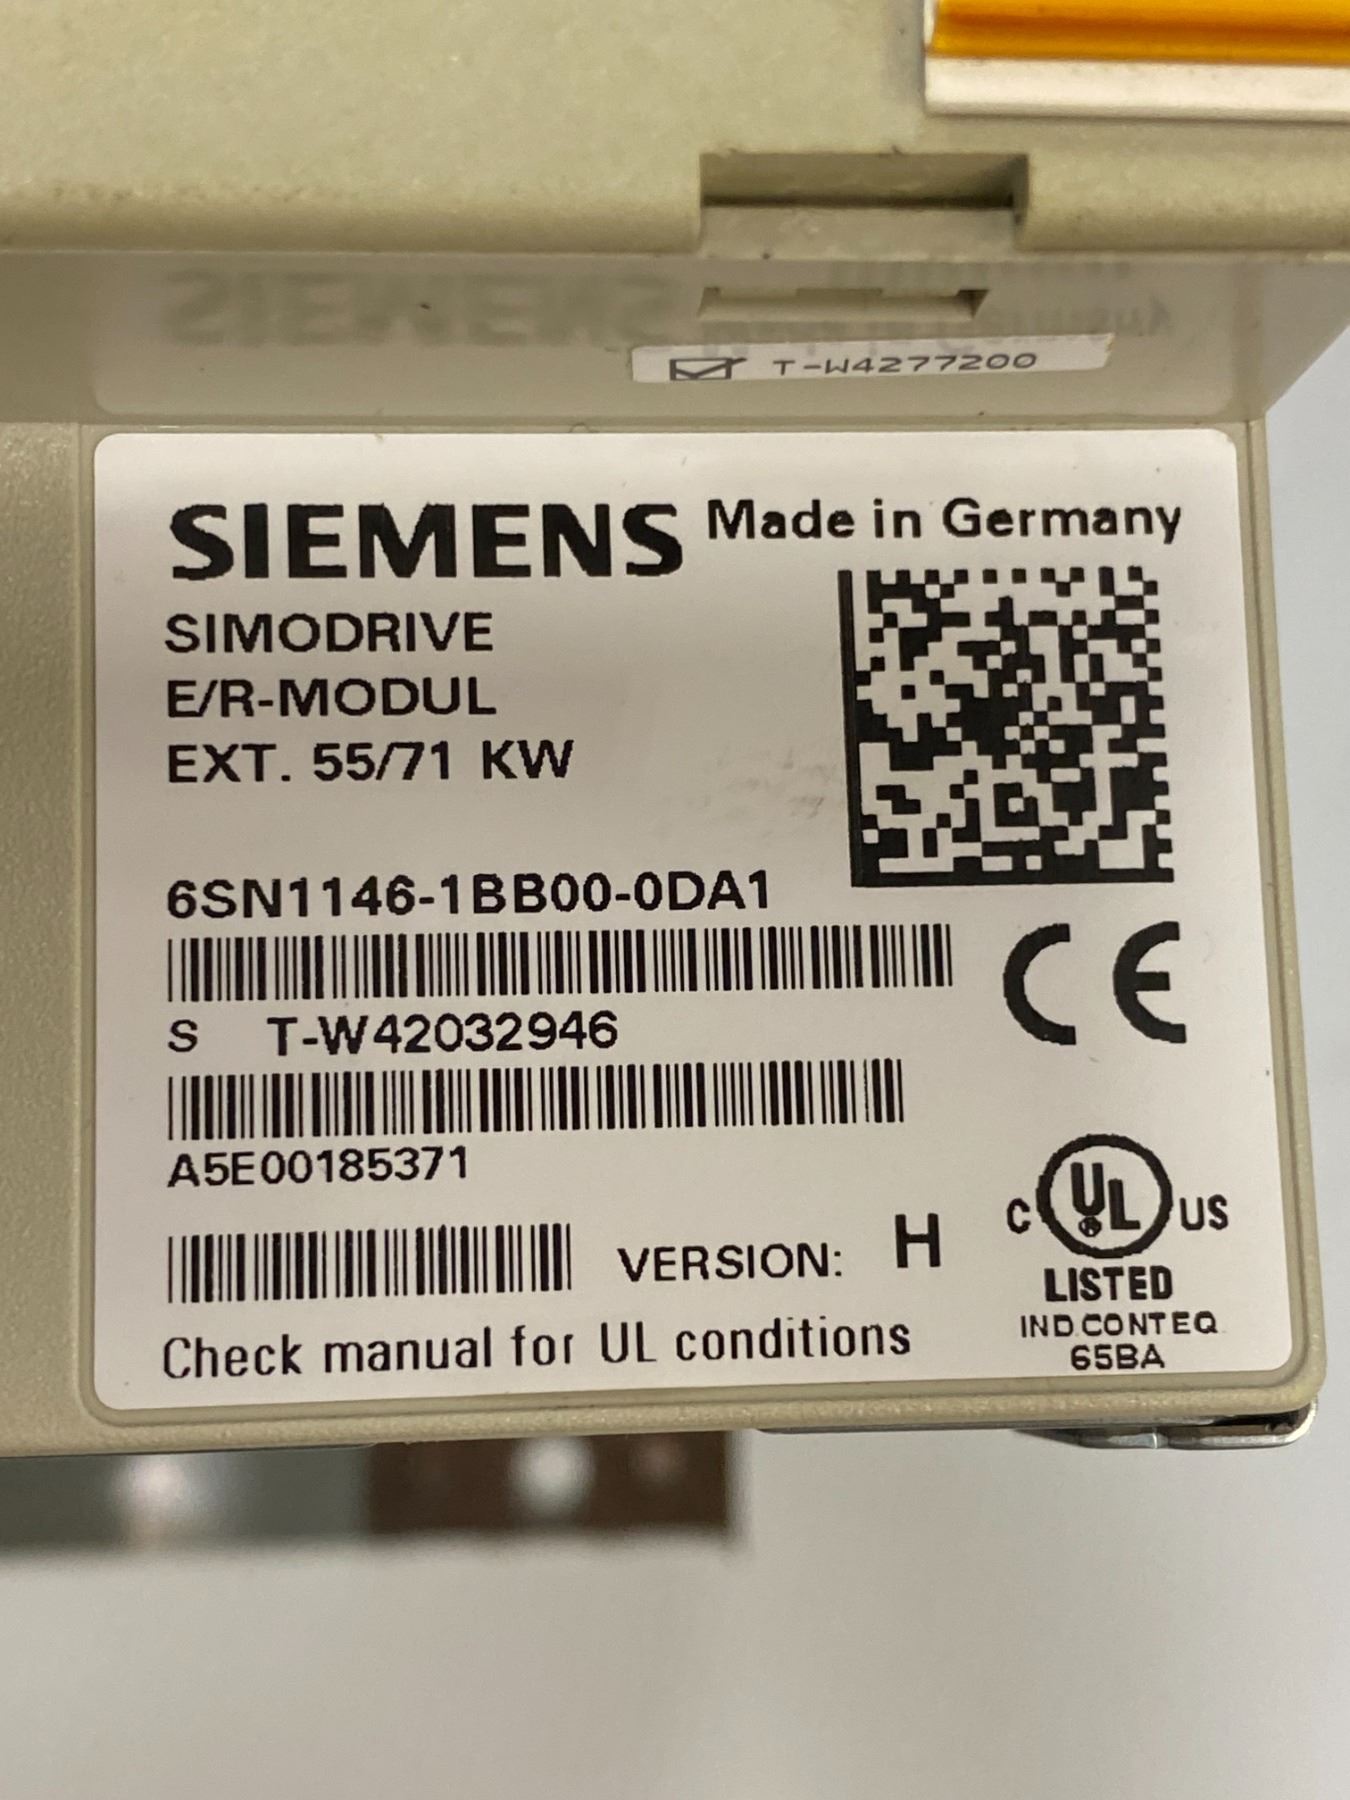 T-W4277200
SIEMENS Made in Germany
SIMODRIVE
E/R-MODUL
EXT. 55/71 KW
6SN1146-1BB00-0DA1
S T-W42032946
A5E00185371
VERSION: H
Check manual for UL conditions
CE
C UL US
®
LISTED
IND.CONT.EQ.
65BA